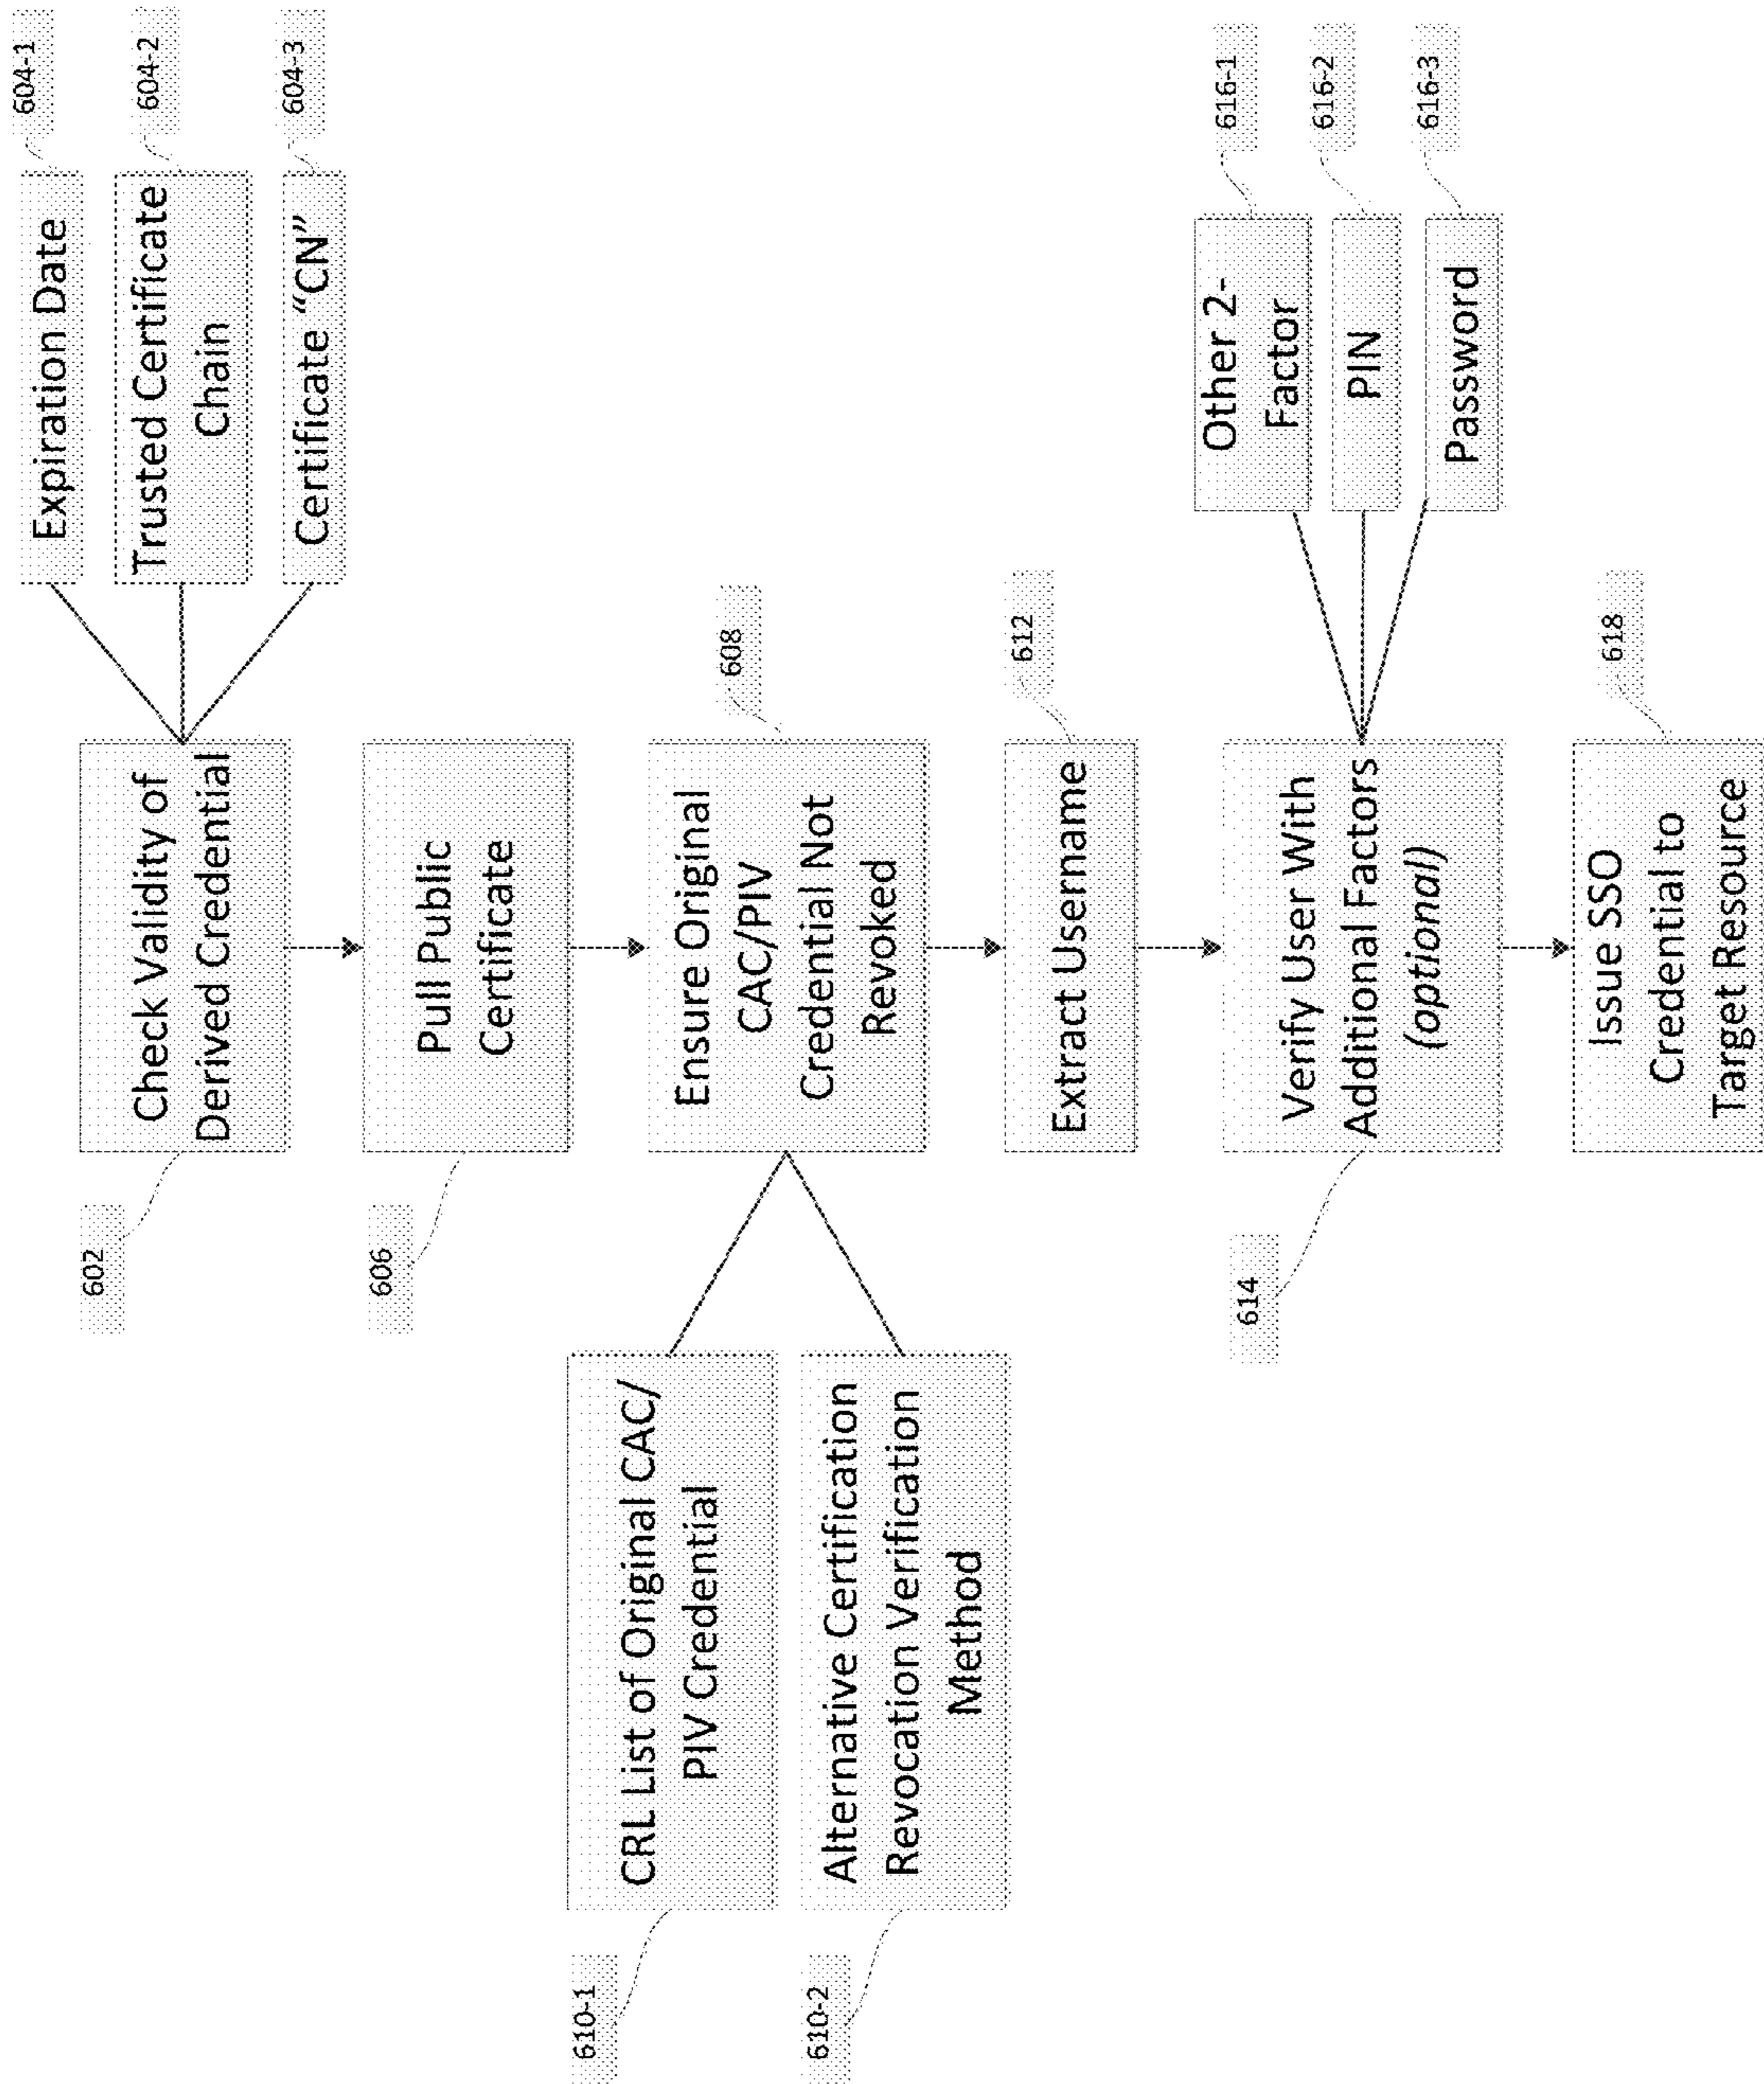 602
Check Validity of
Derived Credential
Expiration Date
604-1
Trusted Certificate
Chain
604-2
Certificate “CN”
604-3
606
Pull Public
Certificate
Ensure Original
CAC/PIV
Credential Not
Revoked
608
610-1
CRL List of Original CAC/
PIV Credential
610-2
Alternative Certification
Revocation Verification
Method
Extract Username
612
614
Verify User With
Additional Factors
(optional)
Other 2-
Factor
616-1
PIN
616-2
Password
616-3
Issue SSO
Credential to
Target Resource
618